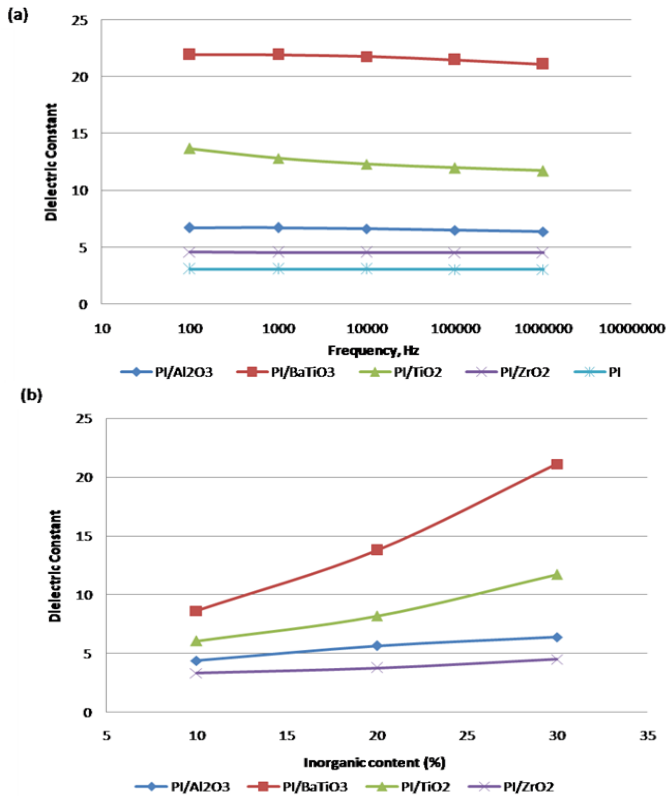 (a)
25
20
15
10
5
0
Dielectric Constant
10 100 1000 10000 100000 1000000 10000000
Frequency, Hz
PI/Al2O3 PI/BaTiO3 PI/TiO2 PI/ZrO2 PI
(b)
25
20
15
10
5
0
Dielectric Constant
5 10 15 20 25 30 35
Inorganic content (%)
PI/Al2O3 PI/BaTiO3 PI/TiO2 PI/ZrO2